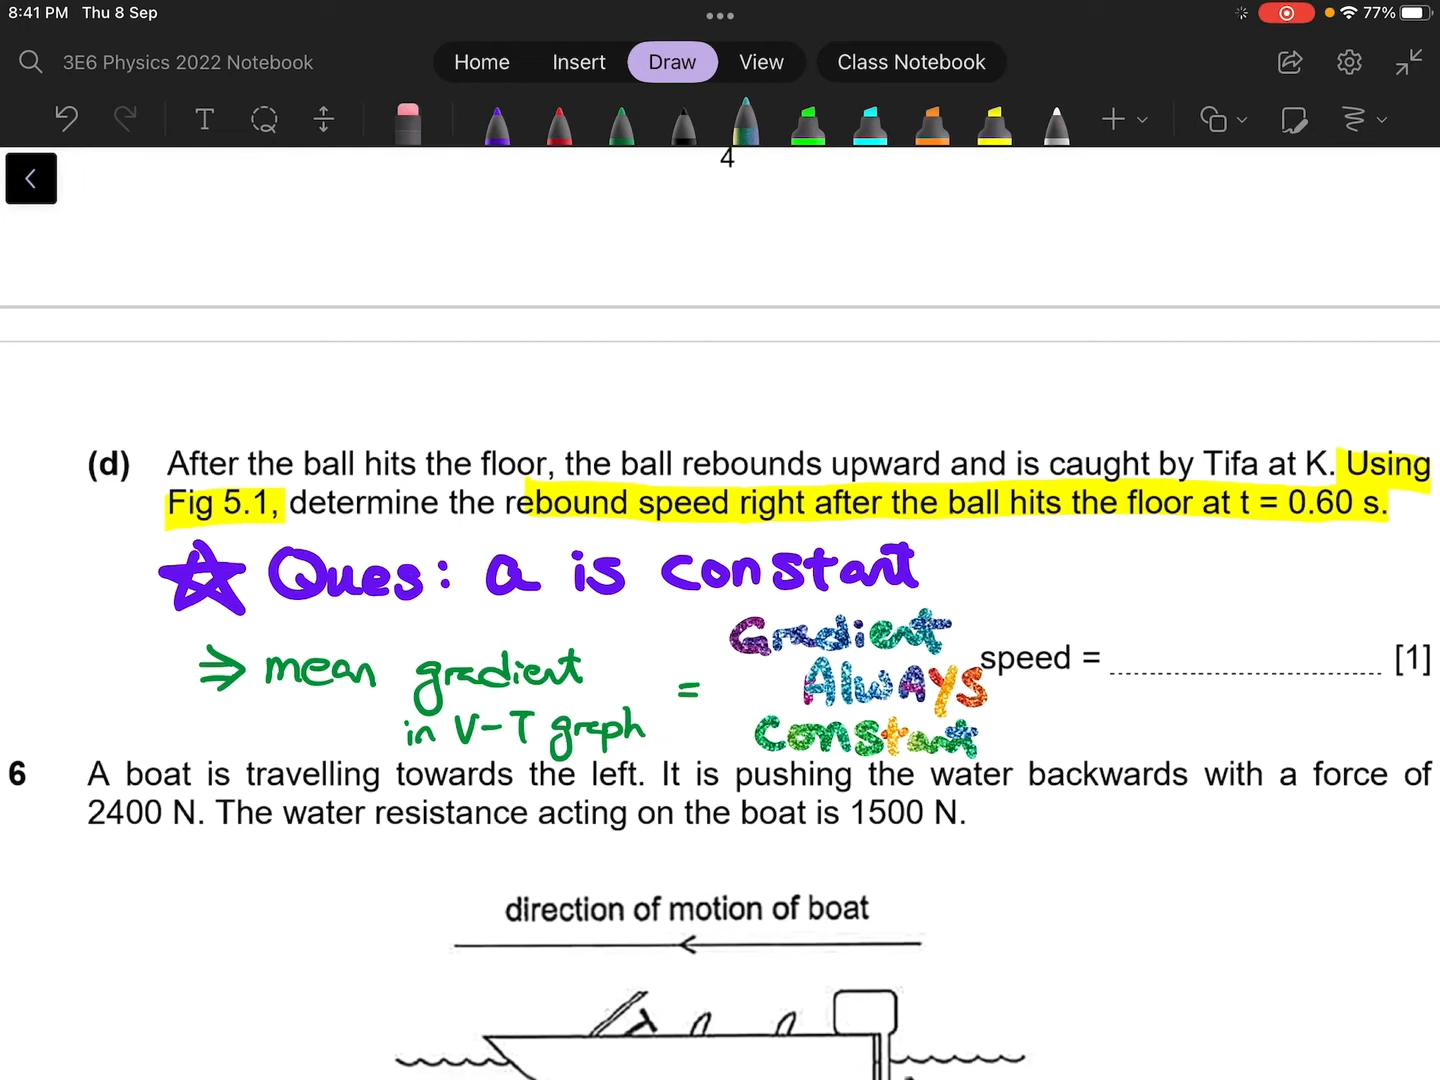 8:41 PM Thu 8 Sep
77%
3E6 Physics 2022 Notebook
Home Insert Draw View Class Notebook
4
(d) After the ball hits the floor, the ball rebounds upward and is caught by Tifa at K. Using
Fig 5.1, determine the rebound speed right after the ball hits the floor at t = 0.60 s.
Ques: a is constant
⇒ mean gradient in V-T graph = Gradient Always Constant
speed = [1]
6 A boat is travelling towards the left. It is pushing the water backwards with a force of
2400 N. The water resistance acting on the boat is 1500 N.
direction of motion of boat